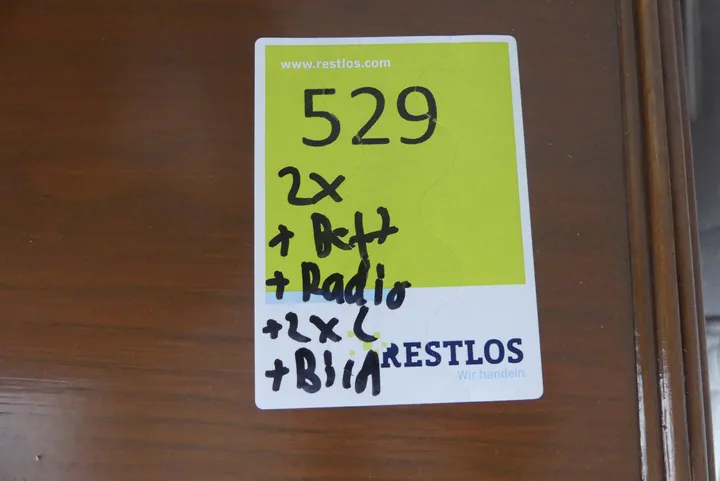 www.restlos.com
529
2x
+ Bett
+ Radio
+2x L
+ Bild
RESTLOS
Wir handeln.